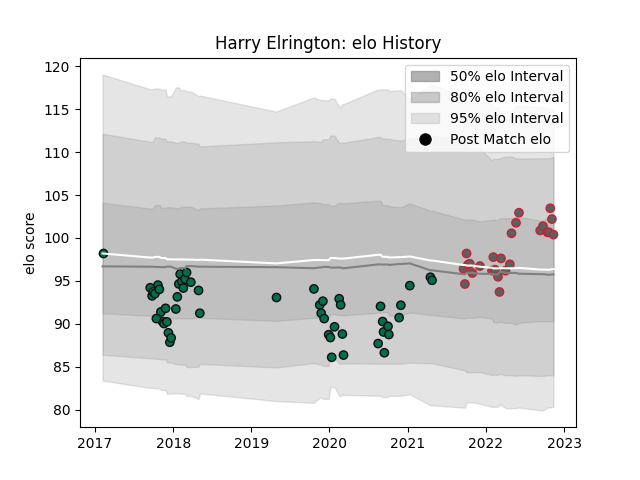 Harry Elrington: elo History
50% elo Interval
80% elo Interval
95% elo Interval
Post Match elo
elo score
120
115
110
105
100
95
90
85
80
2017
2018
2019
2020
2021
2022
2023